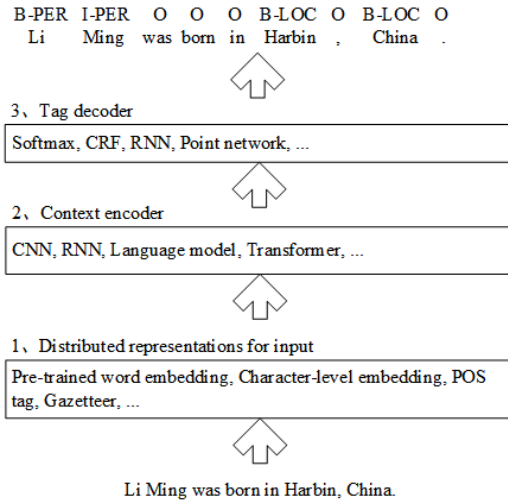 B-PER I-PER O O O B-LOC O B-LOC O
Li Ming was born in Harbin , China .
3、Tag decoder
Softmax, CRF, RNN, Point network, ...
2、Context encoder
CNN, RNN, Language model, Transformer, ...
1、Distributed representations for input
Pre-trained word embedding, Character-level embedding, POS
tag, Gazetteer, ...
Li Ming was born in Harbin, China.